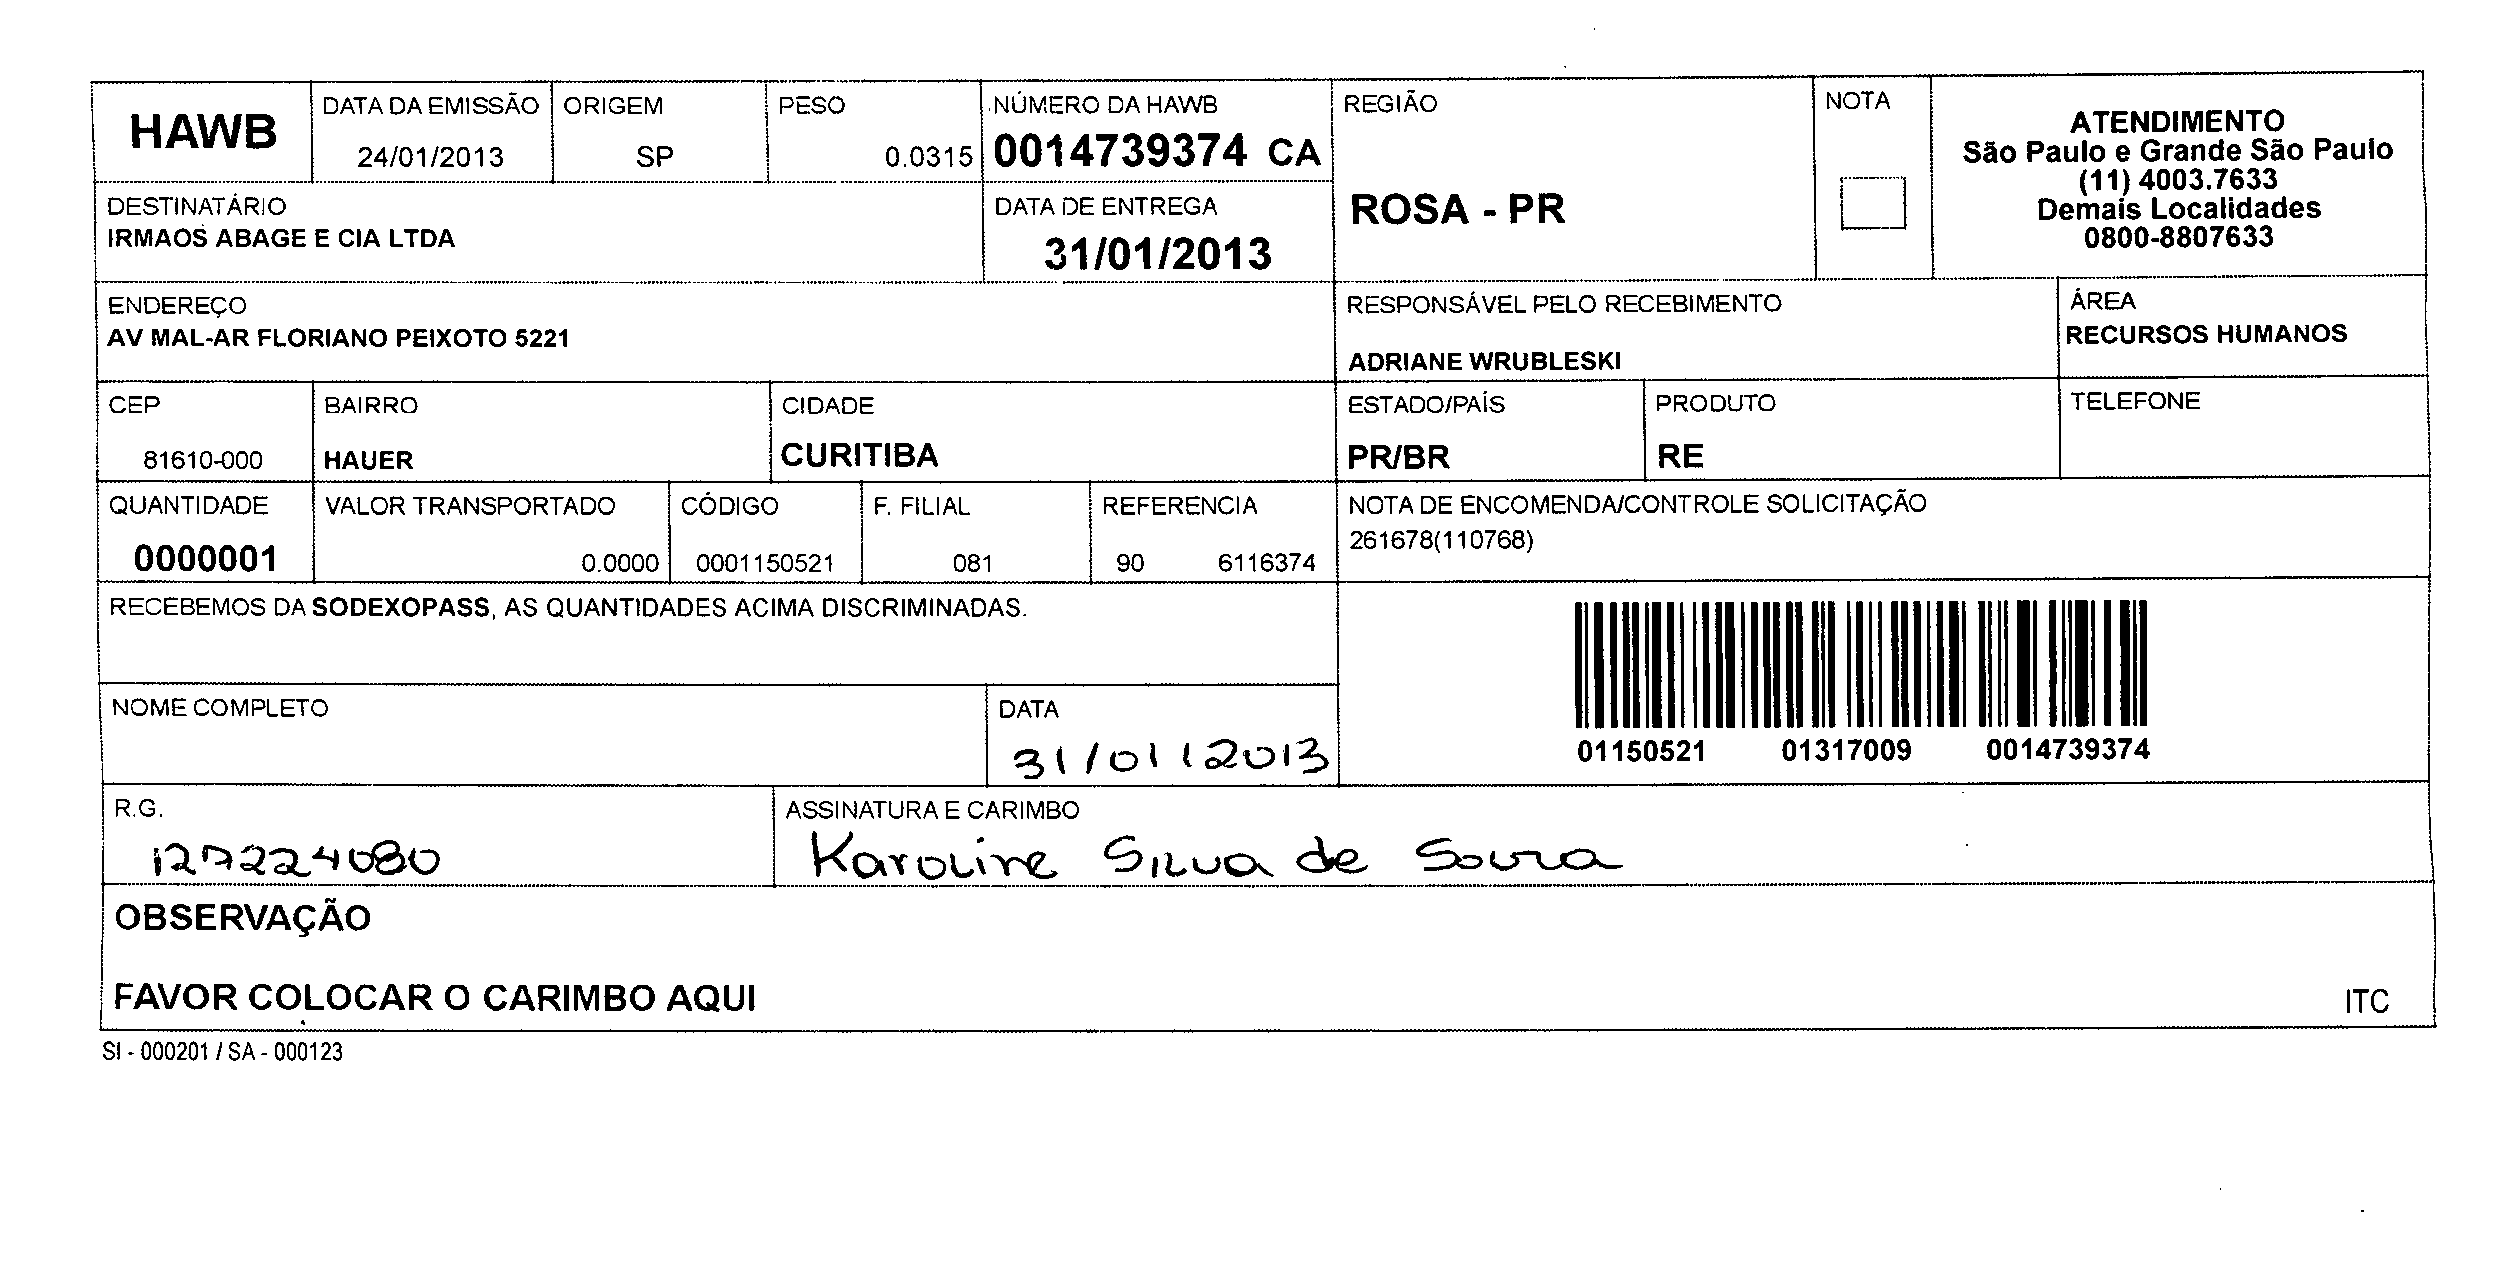 HAWB
DATA DA EMISSÃO
24/01/2013
ORIGEM
SP
PESO
0.0315
NÚMERO DA HAWB
0014739374 CA
REGIÃO
ROSA - PR
NOTA
ATENDIMENTO
São Paulo e Grande São Paulo
(11) 4003.7633
Demais Localidades
0800-8807633
DESTINATÁRIO
IRMAOS ABAGE E CIA LTDA
DATA DE ENTREGA
31/01/2013
ENDEREÇO
AV MAL-AR FLORIANO PEIXOTO 5221
RESPONSÁVEL PELO RECEBIMENTO
ADRIANE WRUBLESKI
ÁREA
RECURSOS HUMANOS
CEP
81610-000
BAIRRO
HAUER
CIDADE
CURITIBA
ESTADO/PAÍS
PR/BR
PRODUTO
RE
TELEFONE
QUANTIDADE
0000001
VALOR TRANSPORTADO
0.0000
CÓDIGO
0001150521
F. FILIAL
081
REFERENCIA
90 6116374
NOTA DE ENCOMENDA/CONTROLE SOLICITAÇÃO
261678(110768)
RECEBEMOS DA SODEXOPASS, AS QUANTIDADES ACIMA DISCRIMINADAS.
01150521 01317009 0014739374
NOME COMPLETO
DATA
31/01/2013
R.G.
127224080
ASSINATURA E CARIMBO
Karoline Silva de Souza
OBSERVAÇÃO
FAVOR COLOCAR O CARIMBO AQUI
ITC
SI - 000201 / SA - 000123